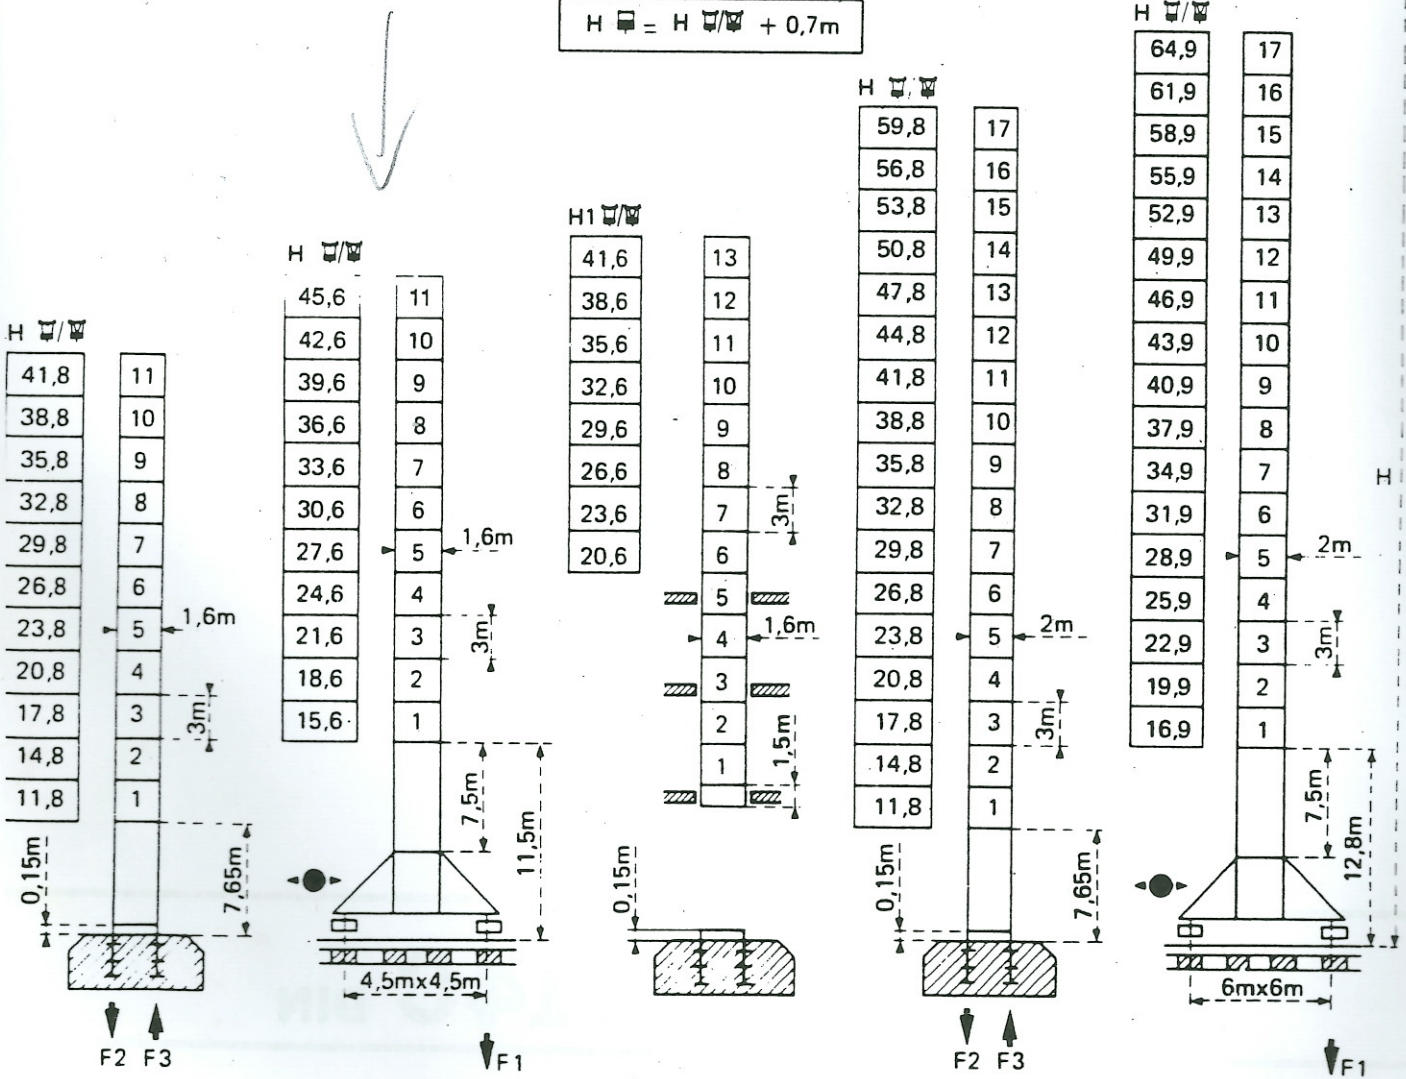 H = H / + 0,7m
H /
41,8 11
38,8 10
35,8 9
32,8 8
29,8 7
26,8 6
23,8 5 1,6m
20,8 4
17,8 3 3m
14,8 2
11,8 1
0,15m
7,65m
F2 F3
H /
45,6 11
42,6 10
39,6 9
36,6 8
33,6 7
30,6 6
27,6 5 1,6m
24,6 4
21,6 3 3m
18,6 2
15,6 1
7,5m
11,5m
4,5mx4,5m
F1
H1 /
41,6 13
38,6 12
35,6 11
32,6 10
29,6 9
26,6 8
23,6 7 3m
20,6 6
5
4 1,6m
3
2
1 1,5m
0,15m
H /
59,8 17
56,8 16
53,8 15
50,8 14
47,8 13
44,8 12
41,8 11
38,8 10
35,8 9
32,8 8
29,8 7
26,8 6
23,8 5 2m
20,8 4
17,8 3 3m
14,8 2
11,8 1
0,15m
7,65m
F2 F3
H /
64,9 17
61,9 16
58,9 15
55,9 14
52,9 13
49,9 12
46,9 11
43,9 10
40,9 9
37,9 8
34,9 7
31,9 6
28,9 5 2m
25,9 4
22,9 3 3m
19,9 2
16,9 1
7,5m
12,8m
H
6mx6m
F1